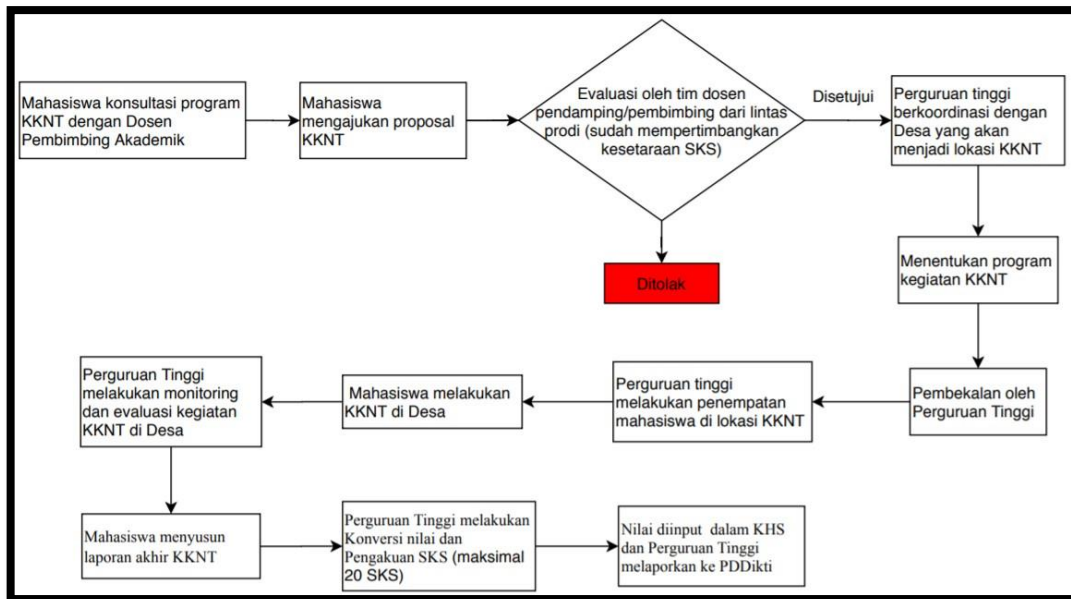 Mahasiswa konsultasi program
KKNT dengan Dosen
Pembimbing Akademik
Mahasiswa
mengajukan proposal
KKNT
Evaluasi oleh tim dosen
pendamping/pembimbing dari lintas
prodi (sudah mempertimbangkan
kesetaraan SKS)
Disetujui
Perguruan tinggi
berkoordinasi dengan
Desa yang akan
menjadi lokasi KKNT
Ditolak
Menentukan program
kegiatan KKNT
Pembekalan oleh
Perguruan Tinggi
Perguruan tinggi
melakukan penempatan
mahasiswa di lokasi KKNT
Mahasiswa melakukan
KKNT di Desa
Perguruan Tinggi
melakukan monitoring
dan evaluasi kegiatan
KKNT di Desa
Mahasiswa menyusun
laporan akhir KKNT
Perguruan Tinggi melakukan
Konversi nilai dan
Pengakuan SKS (maksimal
20 SKS)
Nilai diinput dalam KHS
dan Perguruan Tinggi
melaporkan ke PDDikti